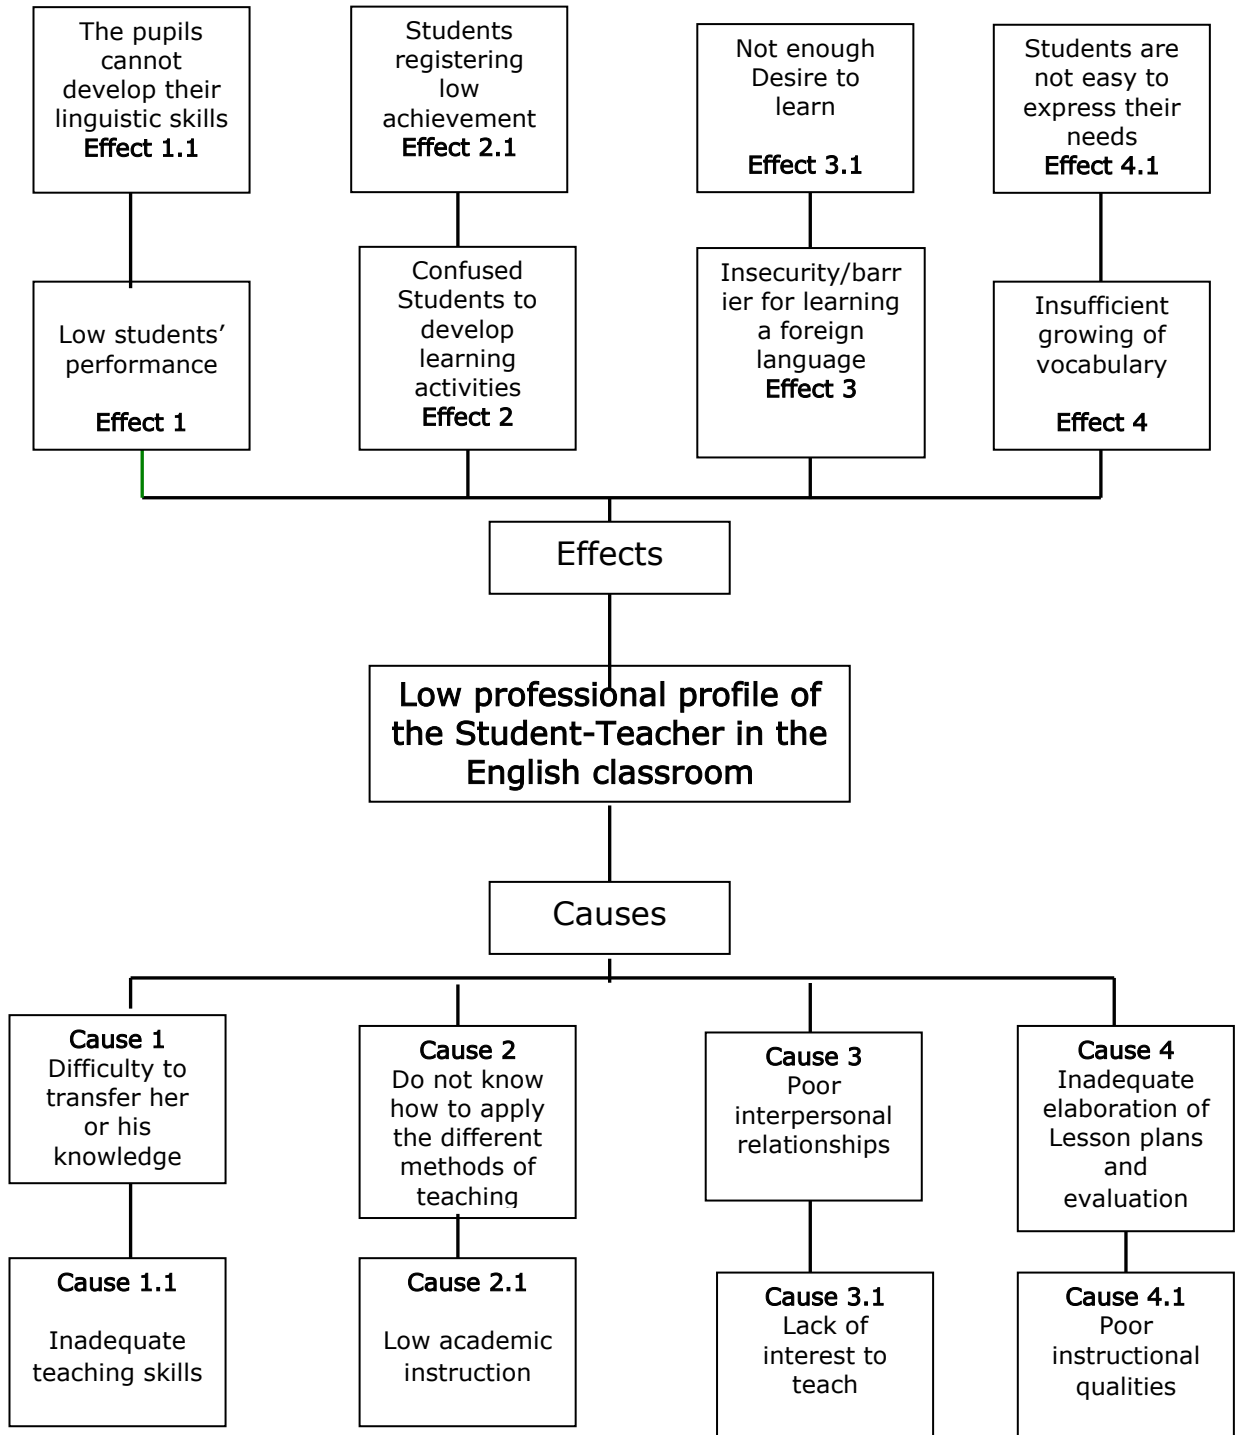 The pupils
cannot
develop their
linguistic skills
Effect 1.1
Students
registering
low
achievement
Effect 2.1
Not enough
Desire to
learn
Effect 3.1
Students are
not easy to
express their
needs
Effect 4.1
Low students’
performance
Effect 1
Confused
Students to
develop
learning
activities
Effect 2
Insecurity/barr
ier for learning
a foreign
language
Effect 3
Insufficient
growing of
vocabulary
Effect 4
Effects
Low professional profile of
the Student-Teacher in the
English classroom
Causes
Cause 1
Difficulty to
transfer her
or his
knowledge
Cause 2
Do not know
how to apply
the different
methods of
teaching
Cause 3
Poor
interpersonal
relationships
Cause 4
Inadequate
elaboration of
Lesson plans
and
evaluation
Cause 1.1
Inadequate
teaching skills
Cause 2.1
Low academic
instruction
Cause 3.1
Lack of
interest to
teach
Cause 4.1
Poor
instructional
qualities